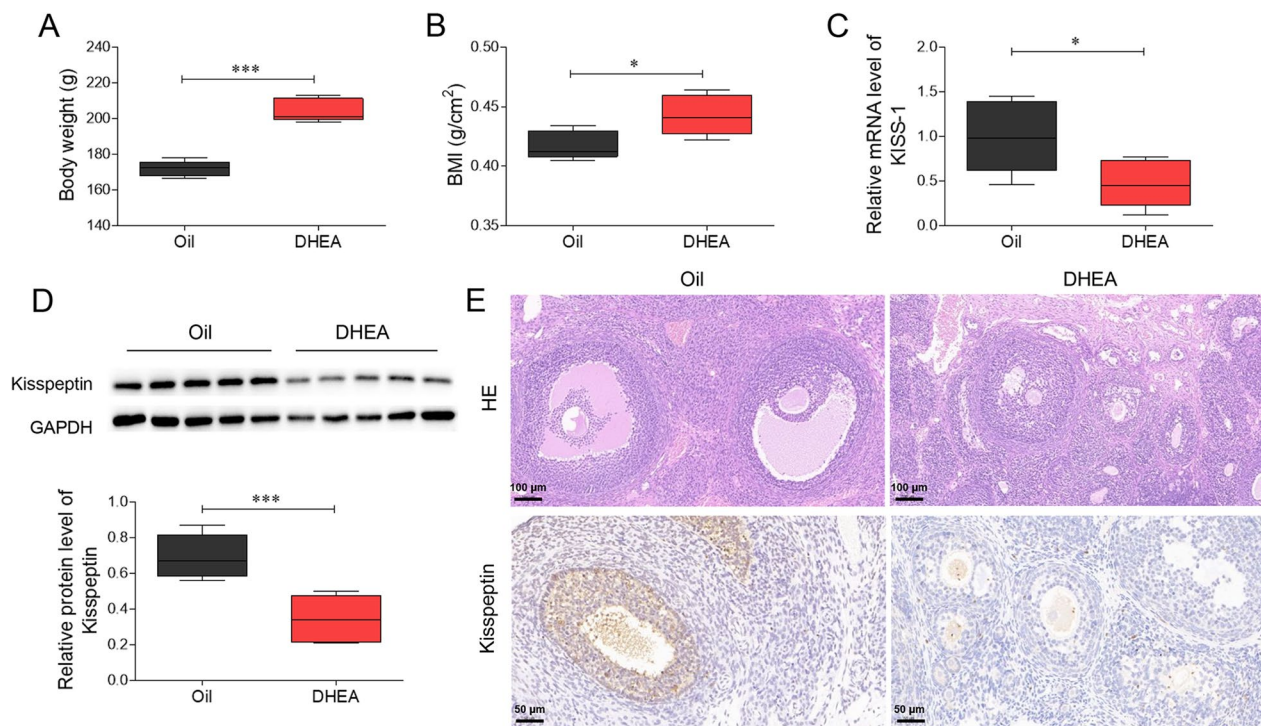 A
Body weight (g)
240
220
200
180
160
140
***
Oil
DHEA
B
BMI (g/cm²)
0.50
0.45
0.40
0.35
*
Oil
DHEA
C
Relative mRNA level of
KISS-1
2.0
1.5
1.0
0.5
0.0
*
Oil
DHEA
D
Oil
DHEA
Kisspeptin
GAPDH
Relative protein level of
Kisspeptin
1.0
0.8
0.6
0.4
0.2
0.0
***
Oil
DHEA
E
Oil
DHEA
HE
100 μm
100 μm
Kisspeptin
50 μm
50 μm